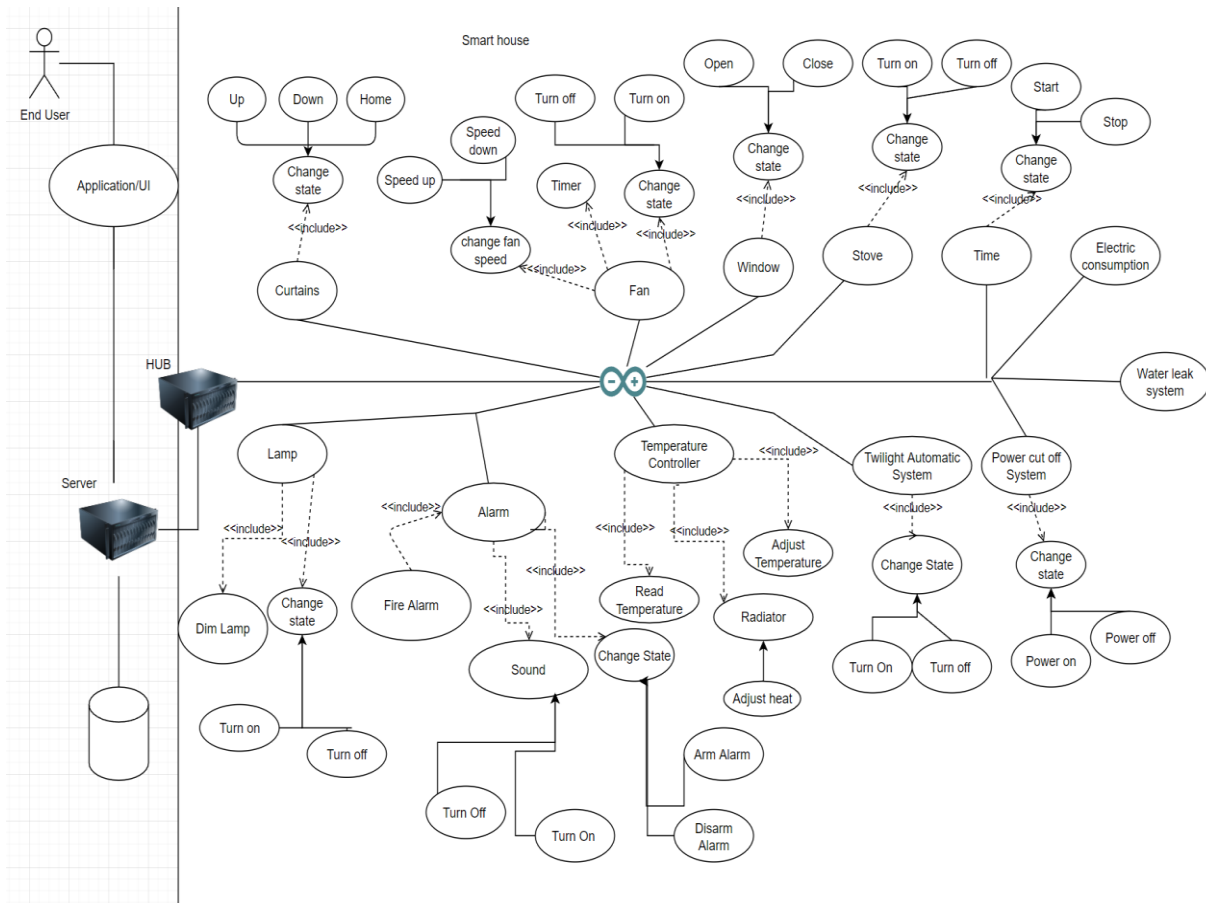 Smart house
End User
Application/UI
Up
Down
Home
Change
state
<<include>>
Curtains
Speed
down
Speed up
change fan
speed
<<include>>
Timer
<<include>>
Turn off
Turn on
Change
state
<<include>>
Fan
Open
Close
Change
state
<<include>>
Window
Turn on
Turn off
Change
state
<<include>>
Stove
Start
Stop
Change
state
<<include>>
Time
Electric
consumption
Water leak
system
HUB
Server
Lamp
<<include>>
<<include>>
Dim Lamp
Change
state
Turn on
Turn off
Alarm
<<include>>
Fire Alarm
<<include>>
<<include>>
Sound
Change State
Turn Off
Turn On
Arm Alarm
Disarm
Alarm
Temperature
Controller
<<include>>
<<include>>
<<include>>
Adjust
Temperature
Read
Temperature
Radiator
Adjust heat
Twilight Automatic
System
<<include>>
Change State
Turn On
Turn off
Power cut off
System
<<include>>
Change
state
Power on
Power off